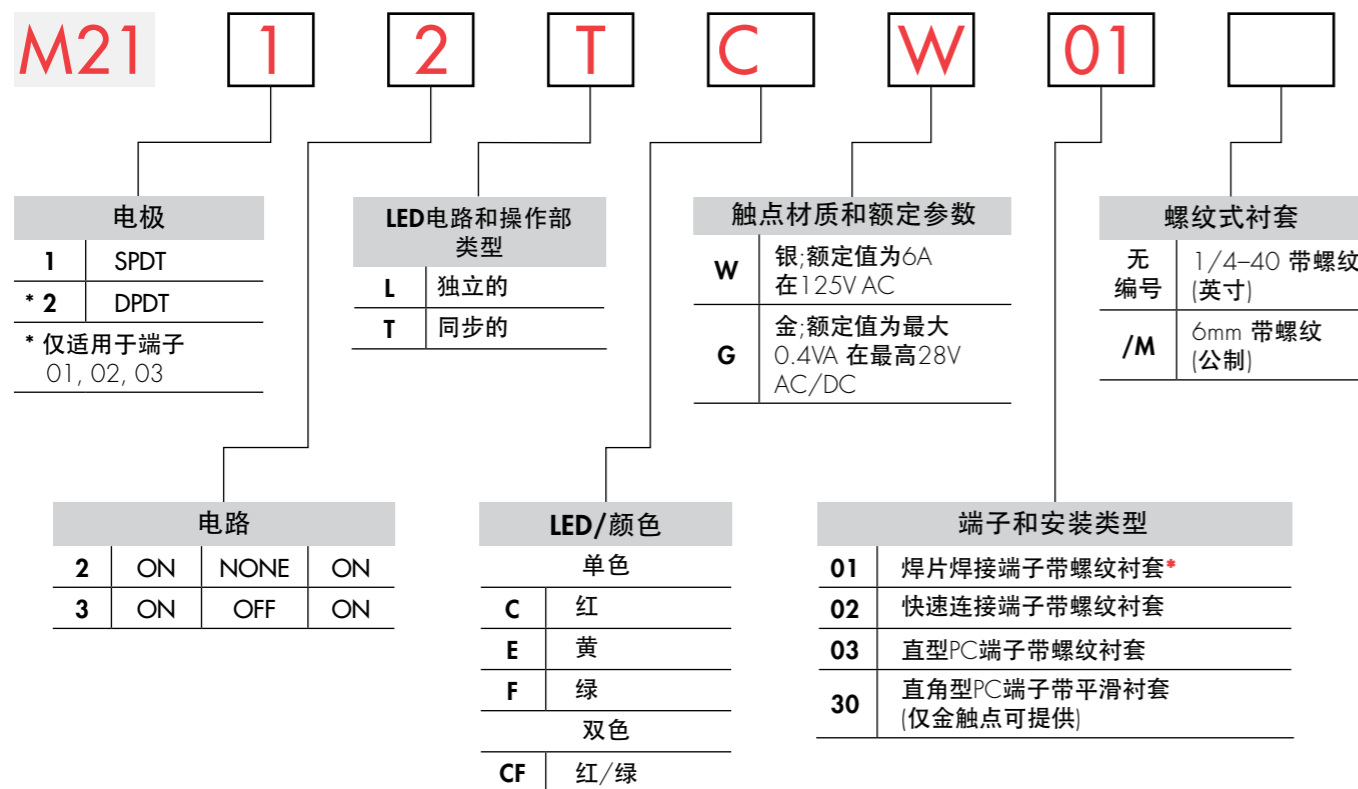 M21 1 2 T C W 01
电极
1 SPDT
* 2 DPDT
* 仅适用于端子
01, 02, 03
LED电路和操作部
类型
L 独立的
T 同步的
触点材质和额定参数
W 银;额定值为6A
在125V AC
G 金;额定值为最大
0.4VA 在最高28V
AC/DC
螺纹式衬套
无
编号 1/4–40 带螺纹
(英寸)
/M 6mm 带螺纹
(公制)
电路
2 ON NONE ON
3 ON OFF ON
LED/颜色
单色
C 红
E 黄
F 绿
双色
CF 红/绿
端子和安装类型
01 焊片焊接端子带螺纹衬套*
02 快速连接端子带螺纹衬套
03 直型PC端子带螺纹衬套
30 直角型PC端子带平滑衬套
(仅金触点可提供)